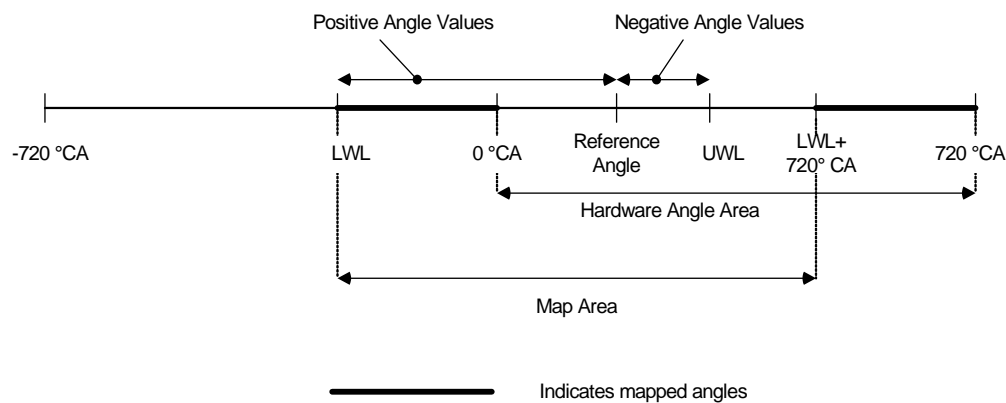 Positive Angle Values
Negative Angle Values
-720 °CA
LWL
0 °CA
Reference
Angle
UWL
LWL+
720° CA
720 °CA
Hardware Angle Area
Map Area
Indicates mapped angles